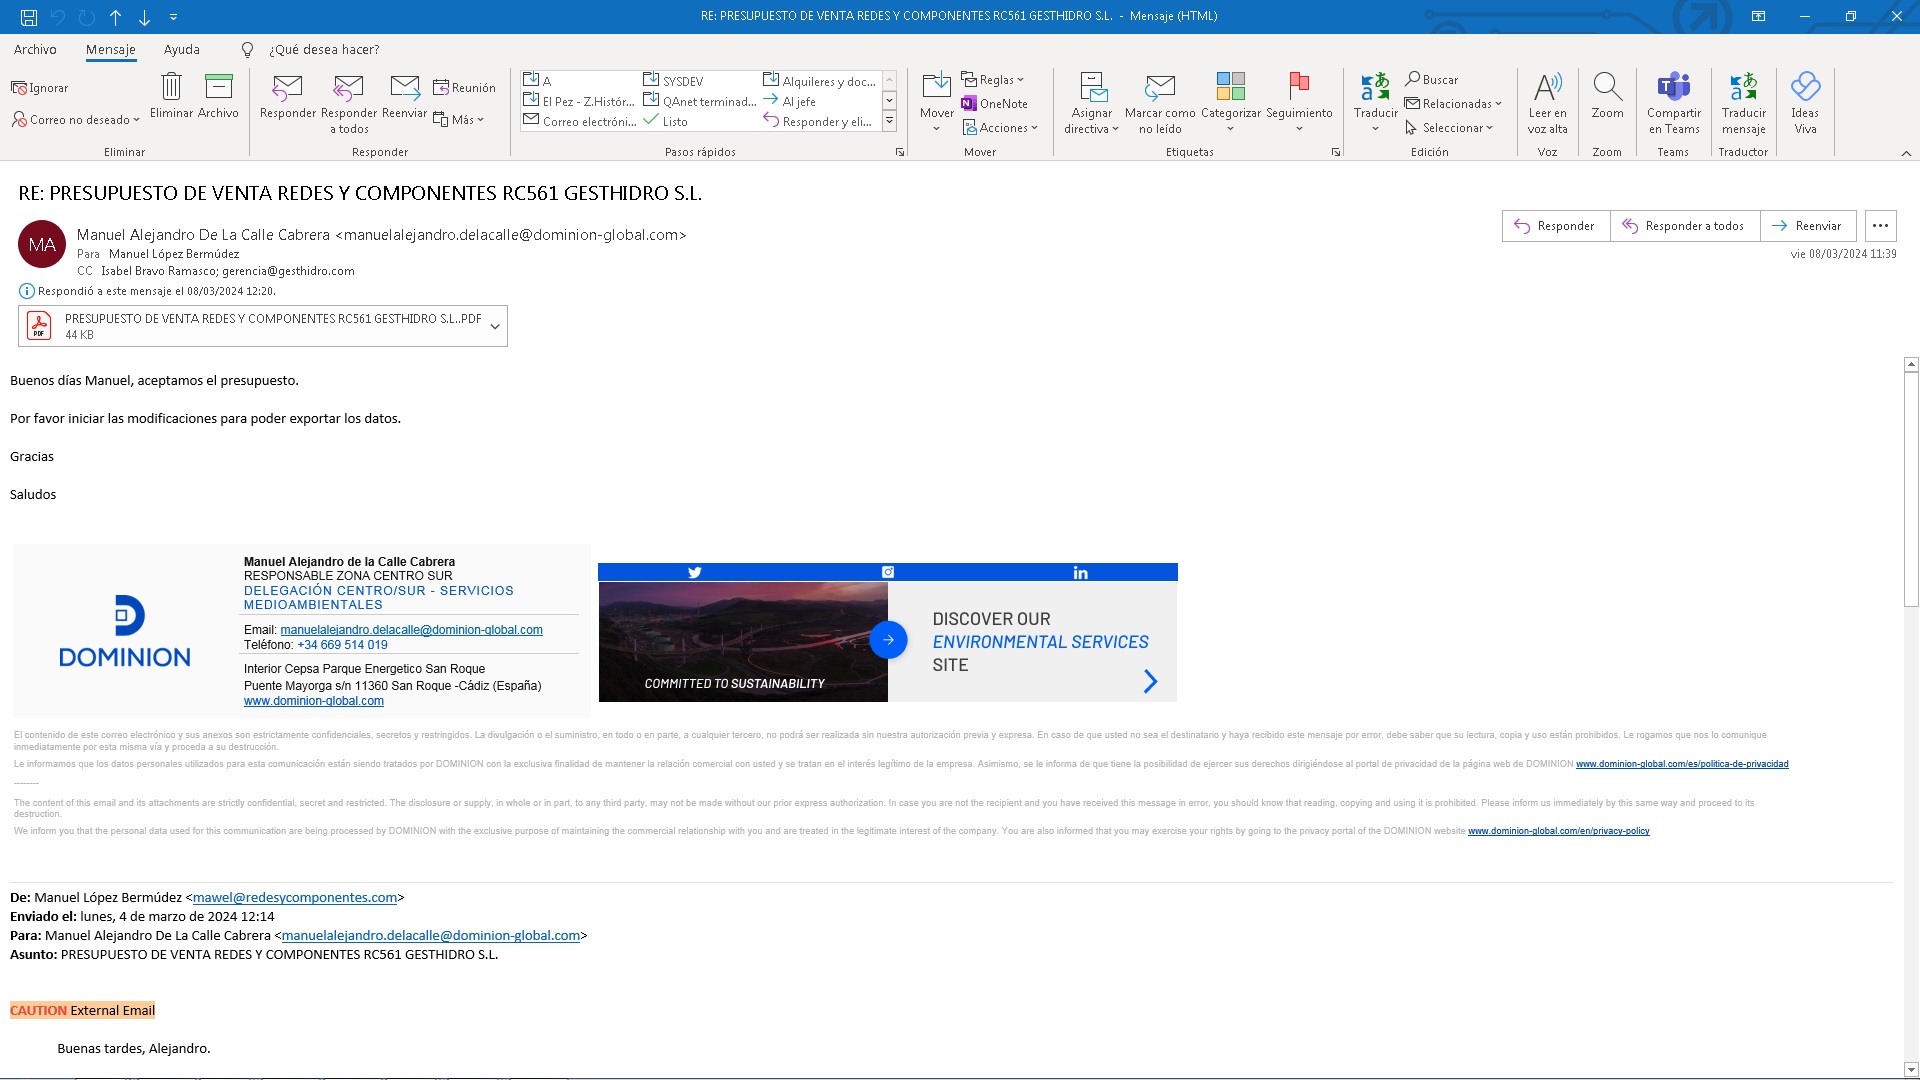 RE: PRESUPUESTO DE VENTA REDES Y COMPONENTES RC561 GESTHIDRO S.L. - Mensaje (HTML)
Archivo Mensaje Ayuda ¿Qué desea hacer?
Ignorar
Correo no deseado
Eliminar
Archivo
Eliminar
Responder
Responder a todos
Reenviar
Reunión
Más
Responder
A
El Pez - Z.Histór...
Correo electróni...
SYSDEV
QAnet terminad...
Listo
Alquileres y doc...
Al jefe
Responder y eli...
Pasos rápidos
Mover
Reglas
OneNote
Acciones
Mover
Asignar directiva
Marcar como no leído
Categorizar
Seguimiento
Etiquetas
Traducir
Buscar
Relacionadas
Seleccionar
Edición
Leer en voz alta
Voz
Zoom
Zoom
Compartir en Teams
Teams
Traducir mensaje
Traductor
Ideas Viva
RE: PRESUPUESTO DE VENTA REDES Y COMPONENTES RC561 GESTHIDRO S.L.
MA
Manuel Alejandro De La Calle Cabrera <manuelalejandro.delacalle@dominion-global.com>
Para Manuel López Bermúdez
CC Isabel Bravo Ramasco; gerencia@gesthidro.com
Responder
Responder a todos
Reenviar
...
vie 08/03/2024 11:39
Respondió a este mensaje el 08/03/2024 12:20.
PRESUPUESTO DE VENTA REDES Y COMPONENTES RC561 GESTHIDRO S.L..PDF
44 KB
PDF
Buenos días Manuel, aceptamos el presupuesto.
Por favor iniciar las modificaciones para poder exportar los datos.
Gracias
Saludos
DOMINION
Manuel Alejandro de la Calle Cabrera
RESPONSABLE ZONA CENTRO SUR
DELEGACIÓN CENTRO/SUR - SERVICIOS
MEDIOAMBIENTALES
Email: manuelalejandro.delacalle@dominion-global.com
Teléfono: +34 669 514 019
Interior Cepsa Parque Energetico San Roque
Puente Mayorga s/n 11360 San Roque -Cádiz (España)
www.dominion-global.com
COMMITTED TO SUSTAINABILITY
DISCOVER OUR
ENVIRONMENTAL SERVICES
SITE
El contenido de este correo electrónico y sus anexos son estrictamente confidenciales, secretos y restringidos. La divulgación o el suministro, en todo o en parte, a cualquier tercero, no podrá ser realizada sin nuestra autorización previa y expresa. En caso de que usted no sea el destinatario y haya recibido este mensaje por error, debe saber que su lectura, copia y uso están prohibidos. Le rogamos que nos lo comunique
inmediatamente por esta misma vía y proceda a su destrucción.
Le informamos que los datos personales utilizados para esta comunicación están siendo tratados por DOMINION con la exclusiva finalidad de mantener la relación comercial con usted y se tratan en el interés legítimo de la empresa. Asimismo, se le informa de que tiene la posibilidad de ejercer sus derechos dirigiéndose al portal de privacidad de la página web de DOMINION www.dominion-global.com/es/politica-de-privacidad
--------
The content of this email and its attachments are strictly confidential, secret and restricted. The disclosure or supply, in whole or in part, to any third party, may not be made without our prior express authorization. In case you are not the recipient and you have received this message in error, you should know that reading, copying and using it is prohibited. Please inform us immediately by this same way and proceed to its
destruction.
We inform you that the personal data used for this communication are being processed by DOMINION with the exclusive purpose of maintaining the commercial relationship with you and are treated in the legitimate interest of the company. You are also informed that you may exercise your rights by going to the privacy portal of the DOMINION website www.dominion-global.com/en/privacy-policy
De: Manuel López Bermúdez <mawel@redesycomponentes.com>
Enviado el: lunes, 4 de marzo de 2024 12:14
Para: Manuel Alejandro De La Calle Cabrera <manuelalejandro.delacalle@dominion-global.com>
Asunto: PRESUPUESTO DE VENTA REDES Y COMPONENTES RC561 GESTHIDRO S.L.
CAUTION External Email
Buenas tardes, Alejandro.